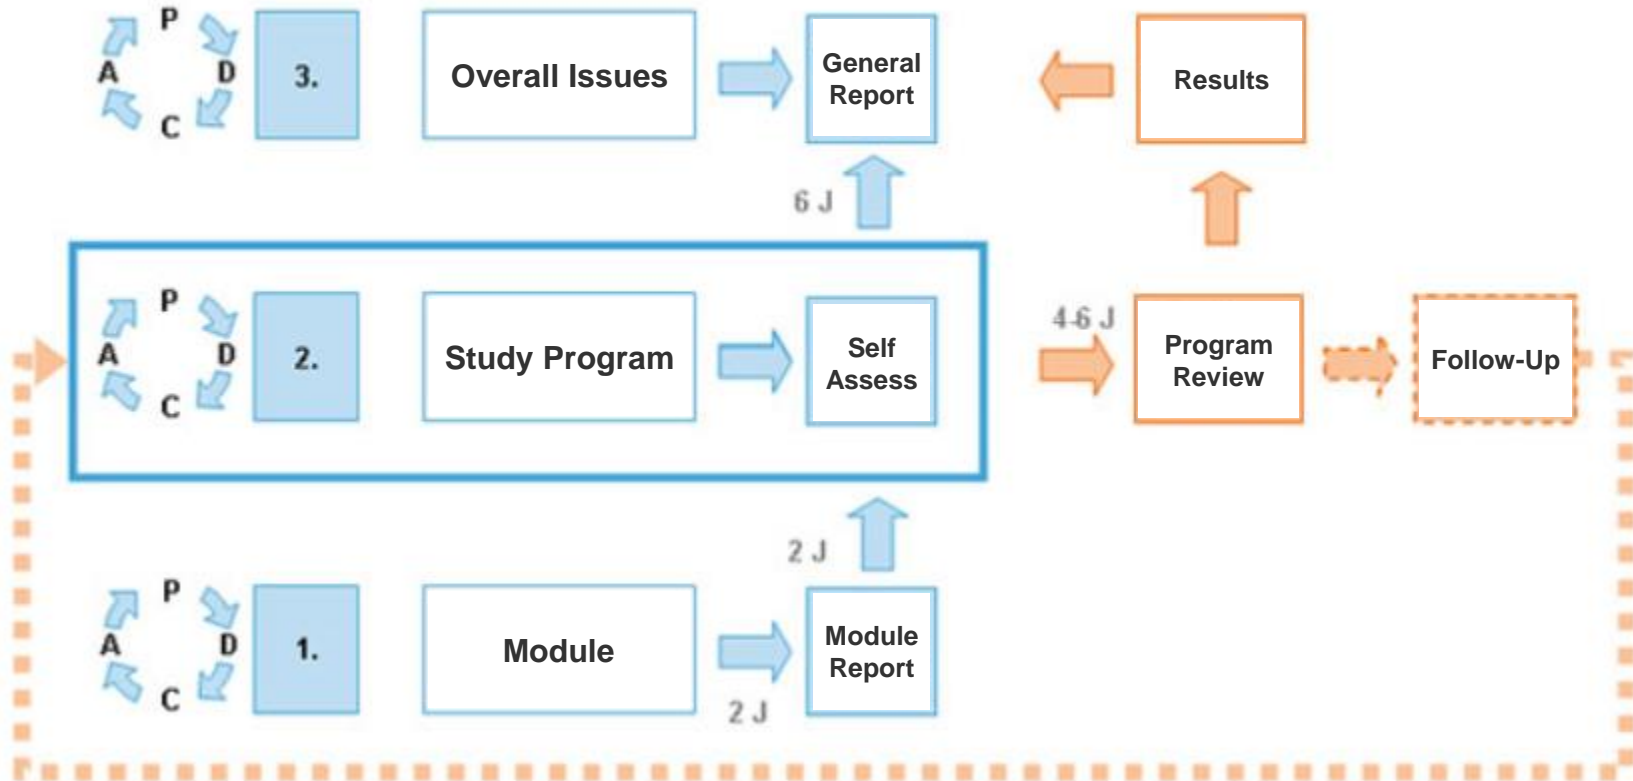 P
A D
C
3.
Overall Issues
General
Report
Results
6 J
P
A D
C
2.
Study Program
Self
Assess
4-6 J
Program
Review
Follow-Up
2 J
P
A D
C
1.
Module
Module
Report
2 J